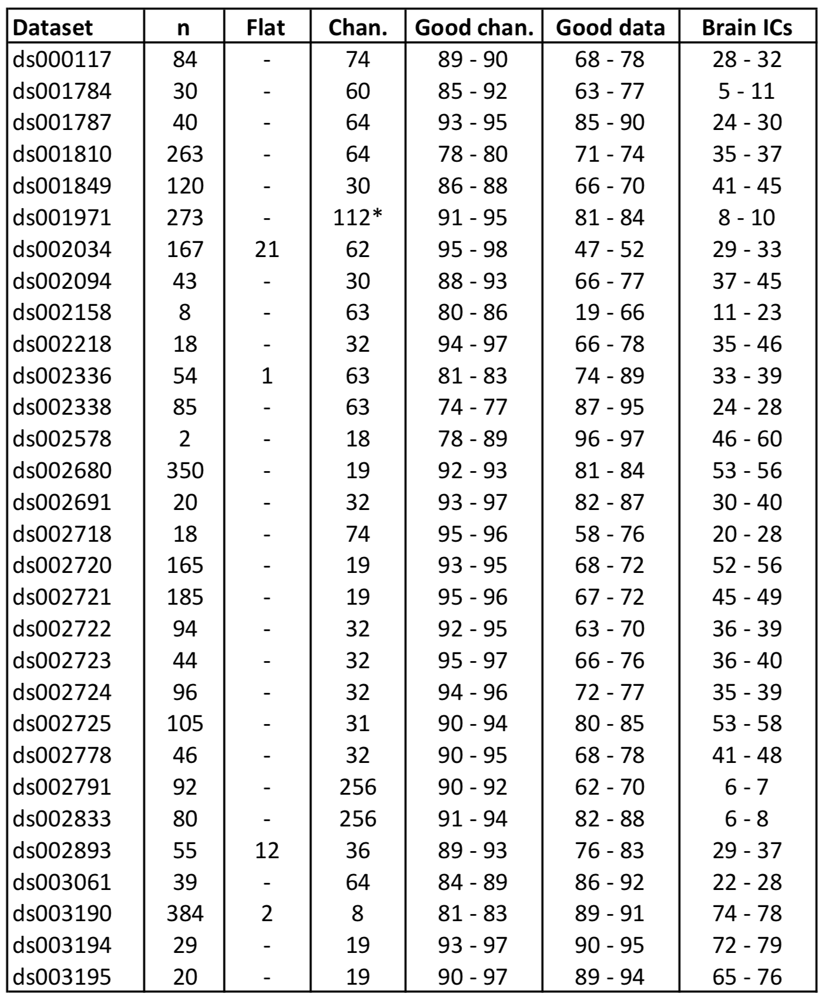 Dataset n Flat Chan. Good chan. Good data Brain ICs
ds000117 84 - 74 89 - 90 68 - 78 28 - 32
ds001784 30 - 60 85 - 92 63 - 77 5 - 11
ds001787 40 - 64 93 - 95 85 - 90 24 - 30
ds001810 263 - 64 78 - 80 71 - 74 35 - 37
ds001849 120 - 30 86 - 88 66 - 70 41 - 45
ds001971 273 - 112* 91 - 95 81 - 84 8 - 10
ds002034 167 21 62 95 - 98 47 - 52 29 - 33
ds002094 43 - 30 88 - 93 66 - 77 37 - 45
ds002158 8 - 63 80 - 86 19 - 66 11 - 23
ds002218 18 - 32 94 - 97 66 - 78 35 - 46
ds002336 54 1 63 81 - 83 74 - 89 33 - 39
ds002338 85 - 63 74 - 77 87 - 95 24 - 28
ds002578 2 - 18 78 - 89 96 - 97 46 - 60
ds002680 350 - 19 92 - 93 81 - 84 53 - 56
ds002691 20 - 32 93 - 97 82 - 87 30 - 40
ds002718 18 - 74 95 - 96 58 - 76 20 - 28
ds002720 165 - 19 93 - 95 68 - 72 52 - 56
ds002721 185 - 19 95 - 96 67 - 72 45 - 49
ds002722 94 - 32 92 - 95 63 - 70 36 - 39
ds002723 44 - 32 95 - 97 66 - 76 36 - 40
ds002724 96 - 32 94 - 96 72 - 77 35 - 39
ds002725 105 - 31 90 - 94 80 - 85 53 - 58
ds002778 46 - 32 90 - 95 68 - 78 41 - 48
ds002791 92 - 256 90 - 92 62 - 70 6 - 7
ds002833 80 - 256 91 - 94 82 - 88 6 - 8
ds002893 55 12 36 89 - 93 76 - 83 29 - 37
ds003061 39 - 64 84 - 89 86 - 92 22 - 28
ds003190 384 2 8 81 - 83 89 - 91 74 - 78
ds003194 29 - 19 93 - 97 90 - 95 72 - 79
ds003195 20 - 19 90 - 97 89 - 94 65 - 76